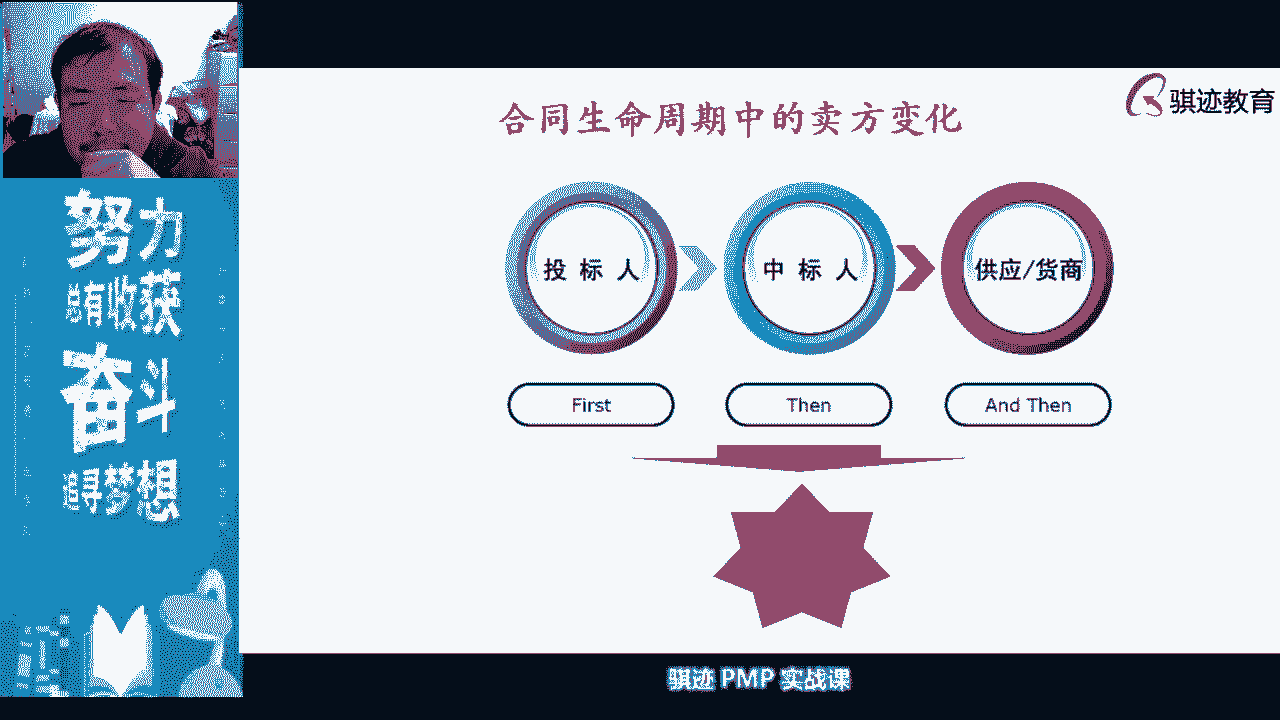 骐迹教育
合同生命周期中的卖方变化
投标人
中标人
供应/货商
First
Then
And Then
努力
总有收获
奋斗
追寻梦想
骐迹 PMP 实战课